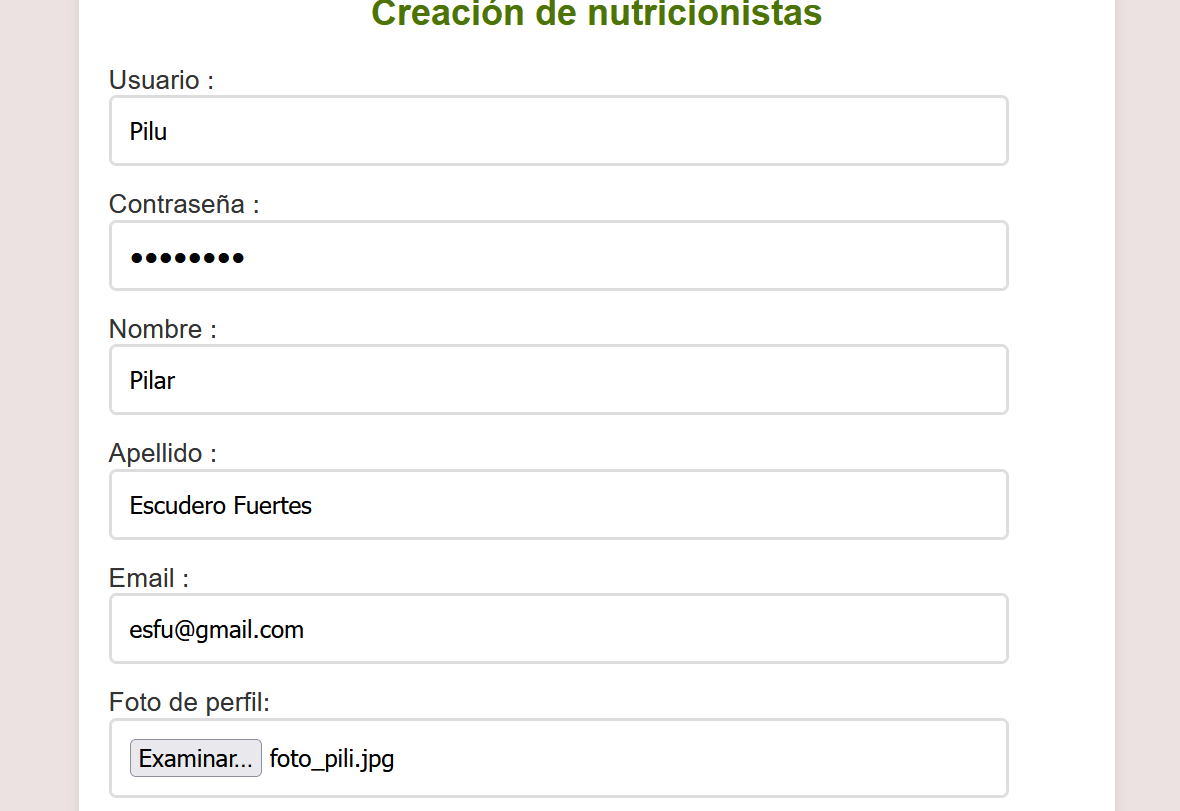 Creación de nutricionistas
Usuario :
Pilu
Contraseña :
••••••••
Nombre :
Pilar
Apellido :
Escudero Fuertes
Email :
esfu@gmail.com
Foto de perfil:
Examinar... foto_pili.jpg